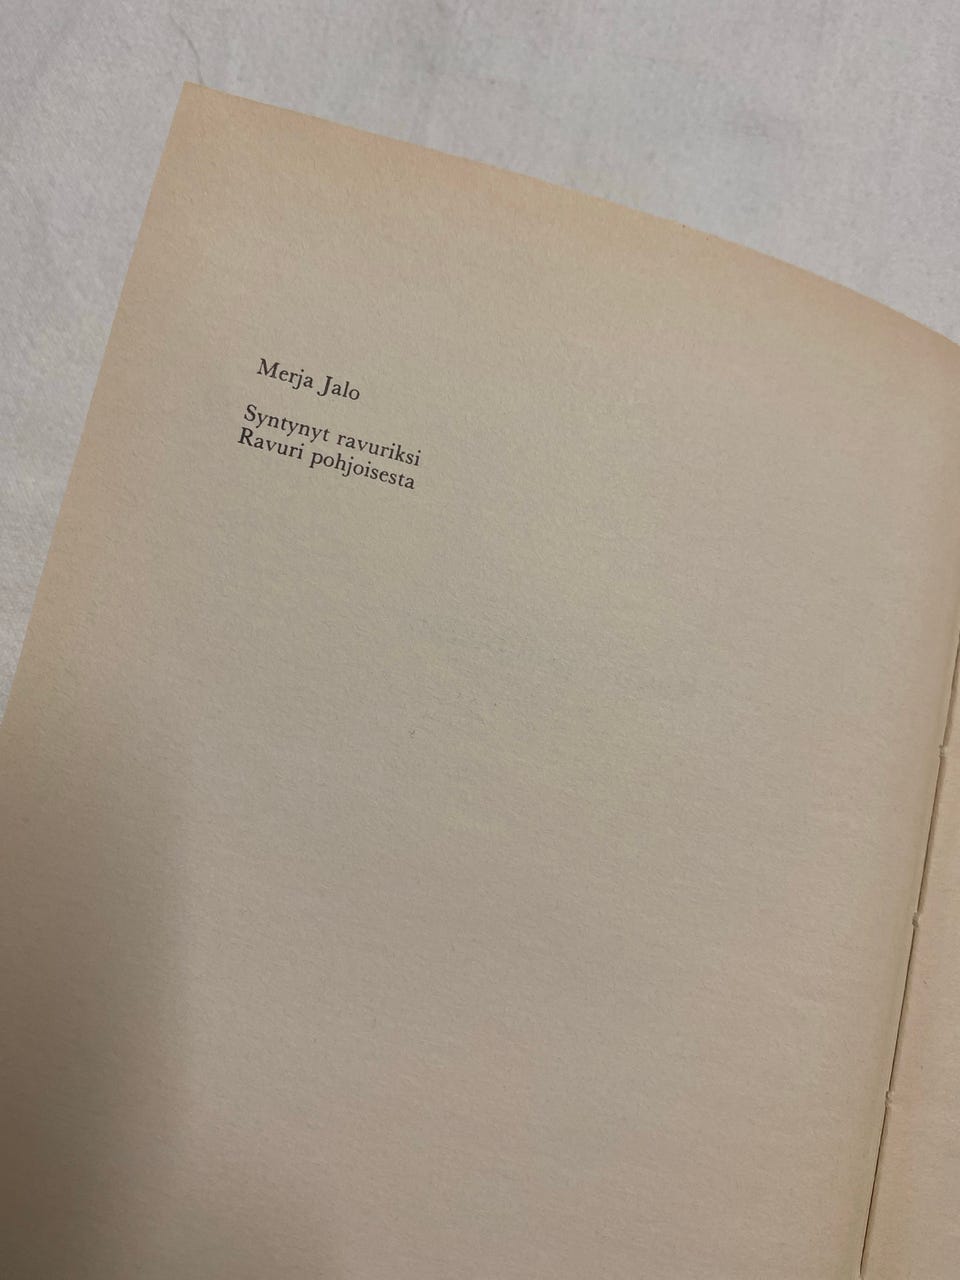 Merja Jalo
Syntynyt ravuriksi
Ravuri pohjoisesta